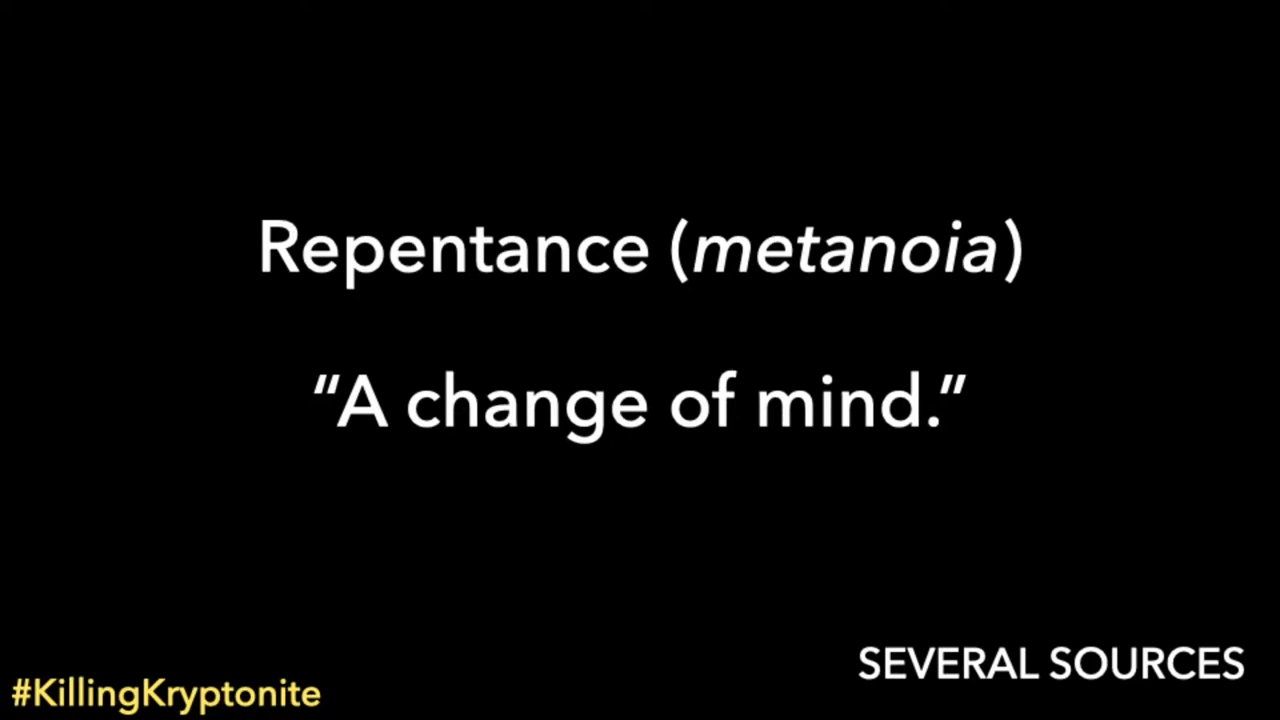 Repentance (metanoia)
“A change of mind.”
SEVERAL SOURCES
#KillingKryptonite